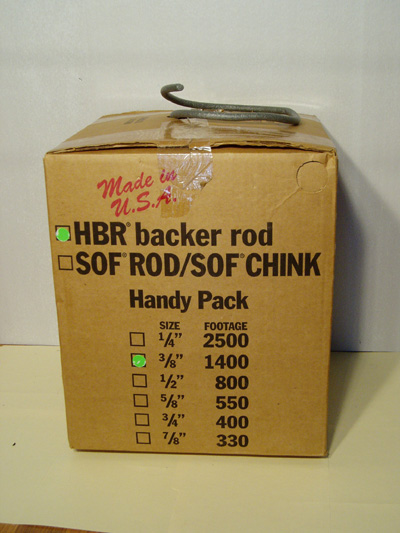 Made in
U.S.A.
HBR® backer rod
SOF® ROD/SOF® CHINK
Handy Pack
SIZE FOOTAGE
1/4" 2500
3/8" 1400
1/2" 800
5/8" 550
3/4" 400
7/8" 330